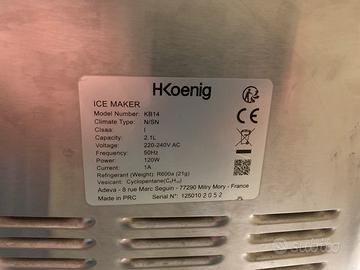 H.Koenig
ICE MAKER
Model Number: KB14
Climate Type: N/SN
Clsaa: I
Capacity: 2.1L
Voltage: 220-240V AC
Frequency: 50Hz
Power: 120W
Current: 1A
Refrigerant (Weight): R600a (21g)
Vesicant: Cyclopentane(C₅H₁₀)
Adeva - 8 rue Marc Seguin - 77290 Mitry Mory - France
Made in PRC Serial N°: 125010 2 0 5 2
subito